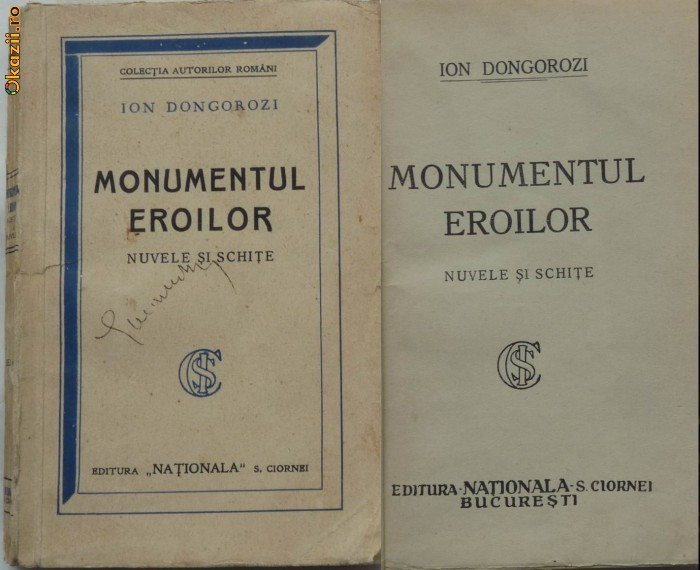 Okazii.ro
COLECȚIA AUTORILOR ROMÂNI
ION DONGOROZI
MONUMENTUL
EROILOR
NUVELE ȘI SCHIȚE
EDITURA „NAȚIONALA” S. CIORNEI
ION DONGOROZI
MONUMENTUL
EROILOR
NUVELE ȘI SCHIȚE
EDITURA-NAȚIONALA-S. CIORNEI
BUCUREȘTI